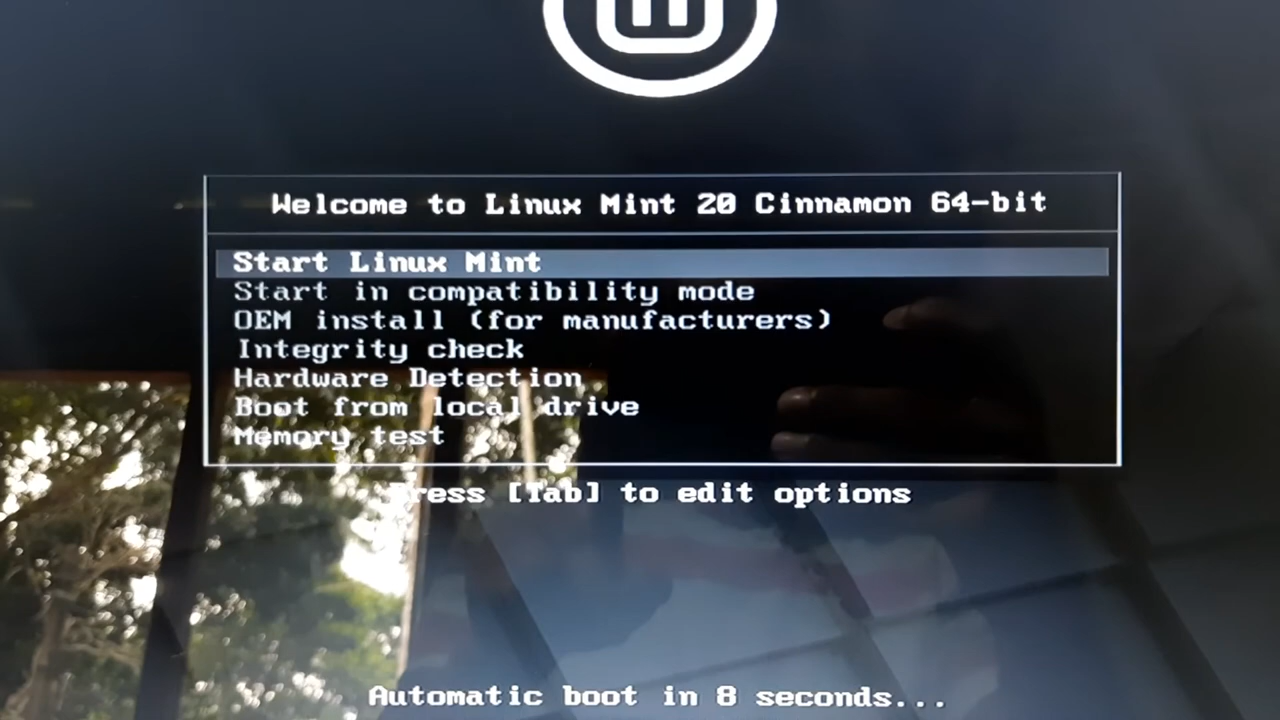 Welcome to Linux Mint 20 Cinnamon 64-bit
Start Linux Mint
Start in compatibility mode
OEM install (for manufacturers)
Integrity check
Hardware Detection
Boot from local drive
Memory test
Press [Tab] to edit options
Automatic boot in 8 seconds...